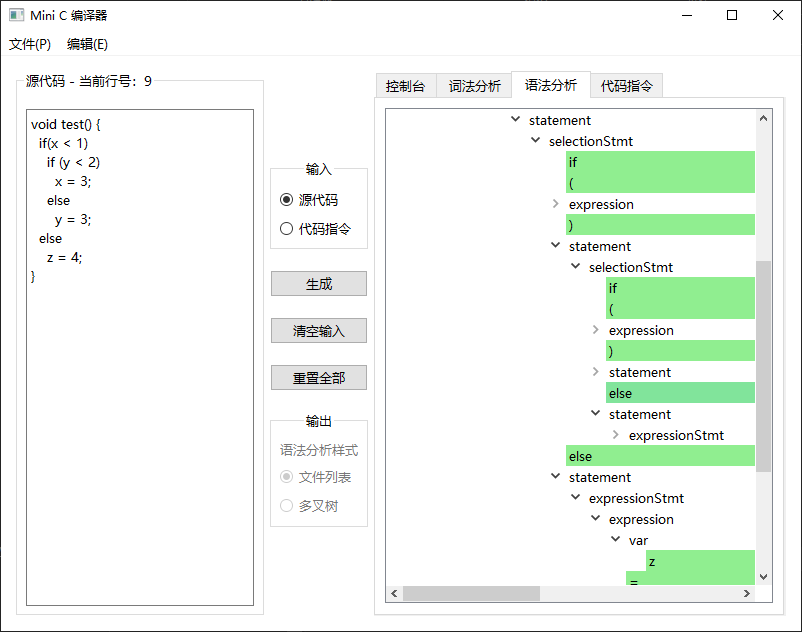 Mini C 编译器
文件(P) 编辑(E)
源代码 - 当前行号：9
void test() {
if(x < 1)
if (y < 2)
x = 3;
else
y = 3;
else
z = 4;
}
输入
源代码
代码指令
生成
清空输入
重置全部
输出
语法分析样式
文件列表
多叉树
控制台 词法分析 语法分析 代码指令
statement
selectionStmt
if
(
expression
)
statement
selectionStmt
if
(
expression
)
statement
else
statement
expressionStmt
else
statement
expressionStmt
expression
var
z
=